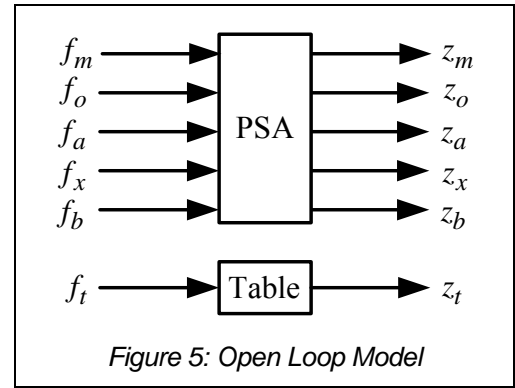 f_m z_m
f_o z_o
f_a PSA z_a
f_x z_x
f_b z_b
f_t Table z_t
Figure 5: Open Loop Model